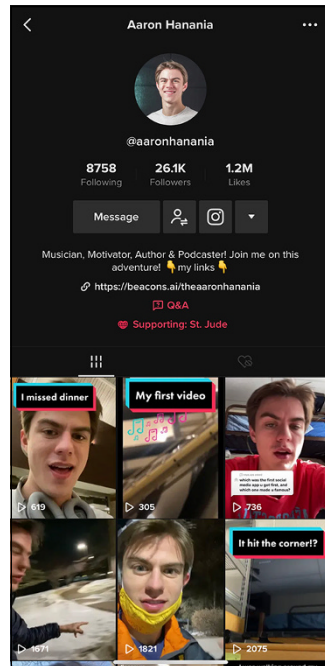 Aaron Hanania
@aaronhanania
8758 26.1K 1.2M
Following Followers Likes
Message
Musician, Motivator, Author & Podcaster! Join me on this
adventure! 👇my links👇
https://beacons.ai/theaaronhanania
Q&A
Supporting: St. Jude
I missed dinner
My first video
which was the first social
media app u got first, and
which one made u famous?
619
305
736
It hit the corner!?
1671
1821
2075